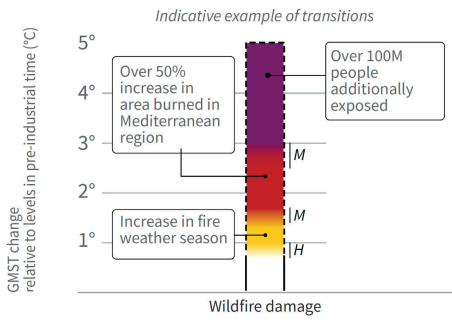 Indicative example of transitions
GMST change
relative to levels in pre-industrial time (°C)
5°
4°
3°
2°
1°
Over 50%
increase in
area burned in
Mediterranean
region
Increase in fire
weather season
Over 100M
people
additionally
exposed
M
M
H
Wildfire damage